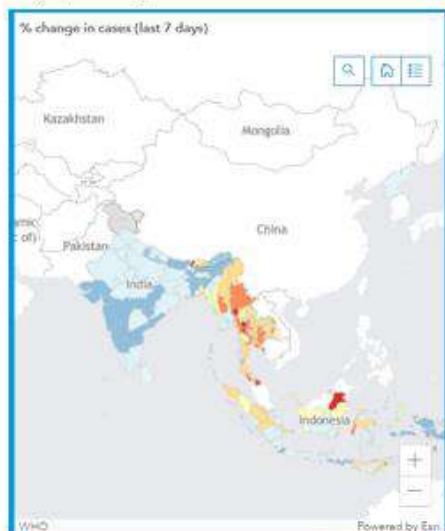 % change in cases (last 7 days)
Kazakhstan
Mongolia
China
Pakistan
India
Indonesia
+
−
WHO
Powered by Esri